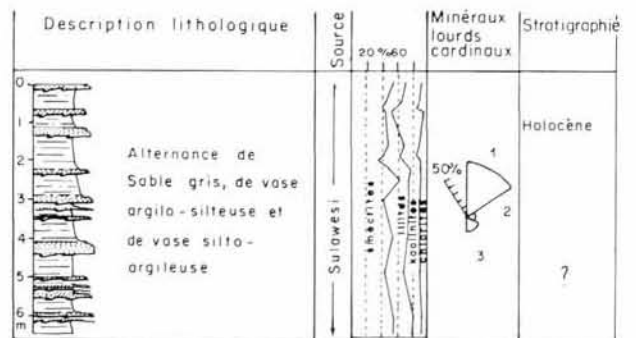 Description lithologique
Source
20 % 60
Minéraux
lourds
cardinaux
Stratigraphie
0
1
2
3
4
5
6
m
Alternance de
Sable gris, de vase
argilo-silteuse et
de vase silto-
argileuse
Sulawesi
smectites
illites
kaolinites
chlorites
50%
1
2
3
Holocène
?